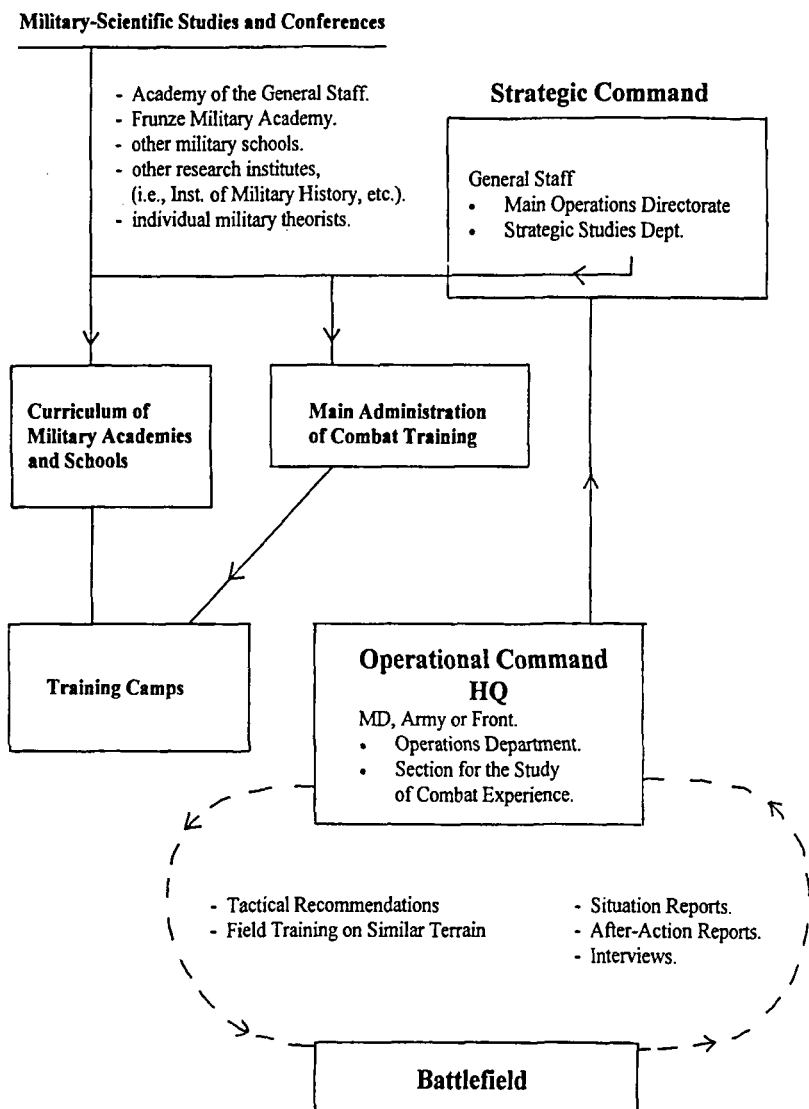 Military-Scientific Studies and Conferences
- Academy of the General Staff.
- Frunze Military Academy.
- other military schools.
- other research institutes,
(i.e., Inst. of Military History, etc.).
- individual military theorists.
Strategic Command
General Staff
• Main Operations Directorate
• Strategic Studies Dept.
Curriculum of
Military Academies
and Schools
Main Administration
of Combat Training
Training Camps
Operational Command
HQ
MD, Army or Front.
• Operations Department.
• Section for the Study
of Combat Experience.
- Tactical Recommendations
- Field Training on Similar Terrain
- Situation Reports.
- After-Action Reports.
- Interviews.
Battlefield